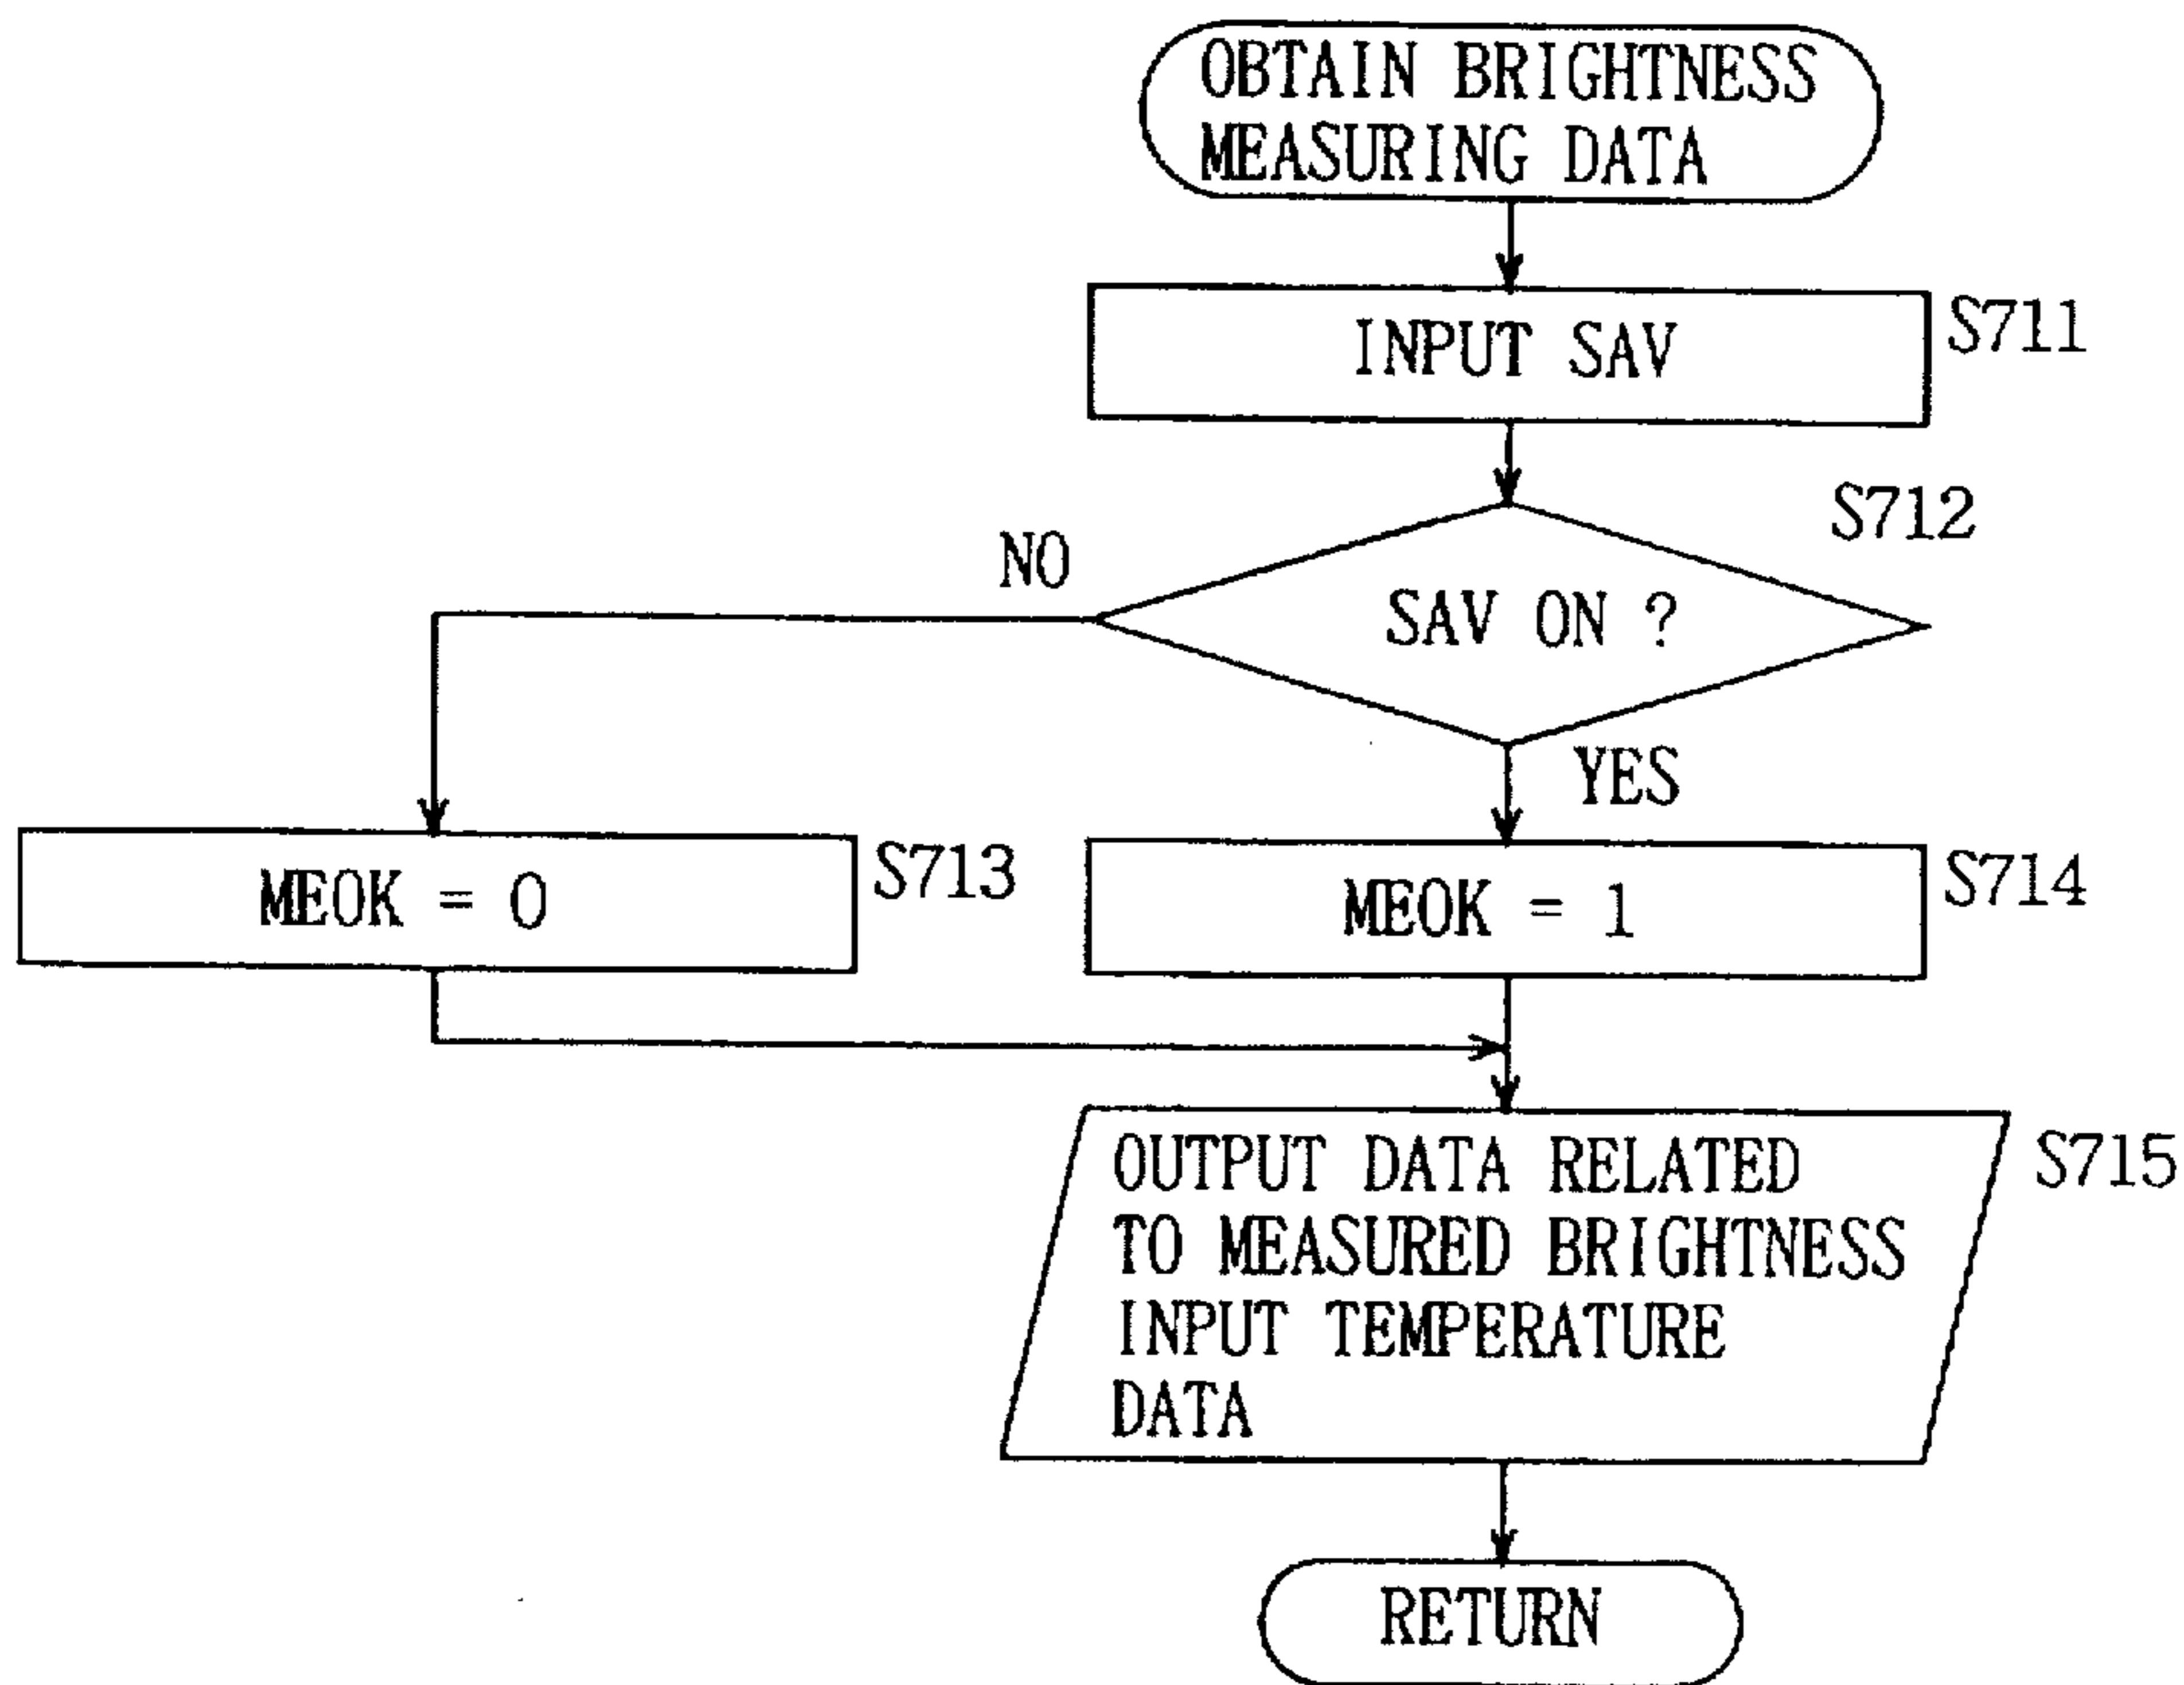 OBTAIN BRIGHTNESS
MEASURING DATA
INPUT SAV
S711
S712
NO
SAV ON ?
YES
MEOK = 0
S713
MEOK = 1
S714
OUTPUT DATA RELATED
TO MEASURED BRIGHTNESS
INPUT TEMPERATURE
DATA
S715
RETURN